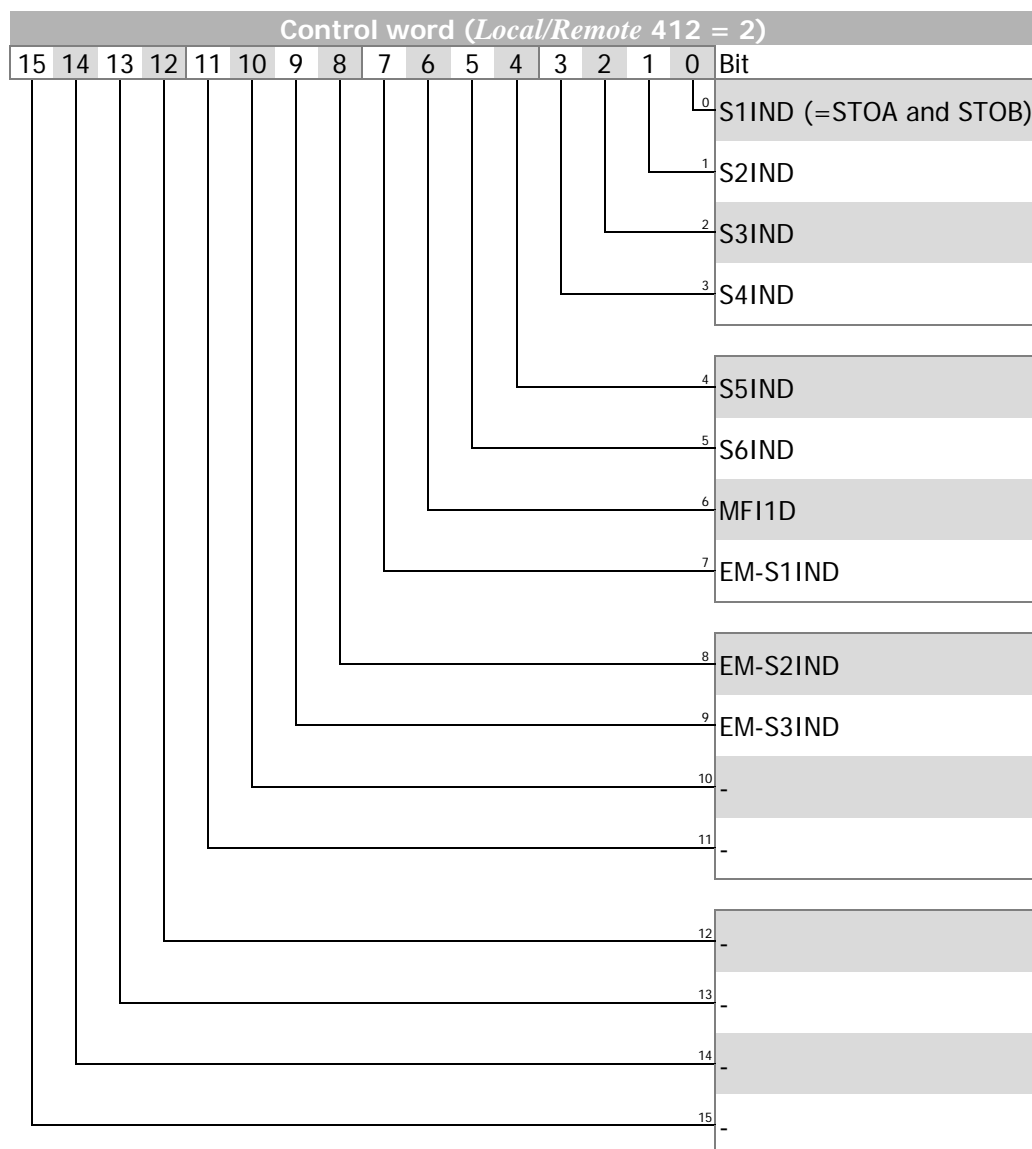 Control word (Local/Remote 412 = 2)
15 14 13 12 11 10 9 8 7 6 5 4 3 2 1 0 Bit
0 S1IND (=STOA and STOB)
1 S2IND
2 S3IND
3 S4IND
4 S5IND
5 S6IND
6 MFI1D
7 EM-S1IND
8 EM-S2IND
9 EM-S3IND
10 -
11 -
12 -
13 -
14 -
15 -